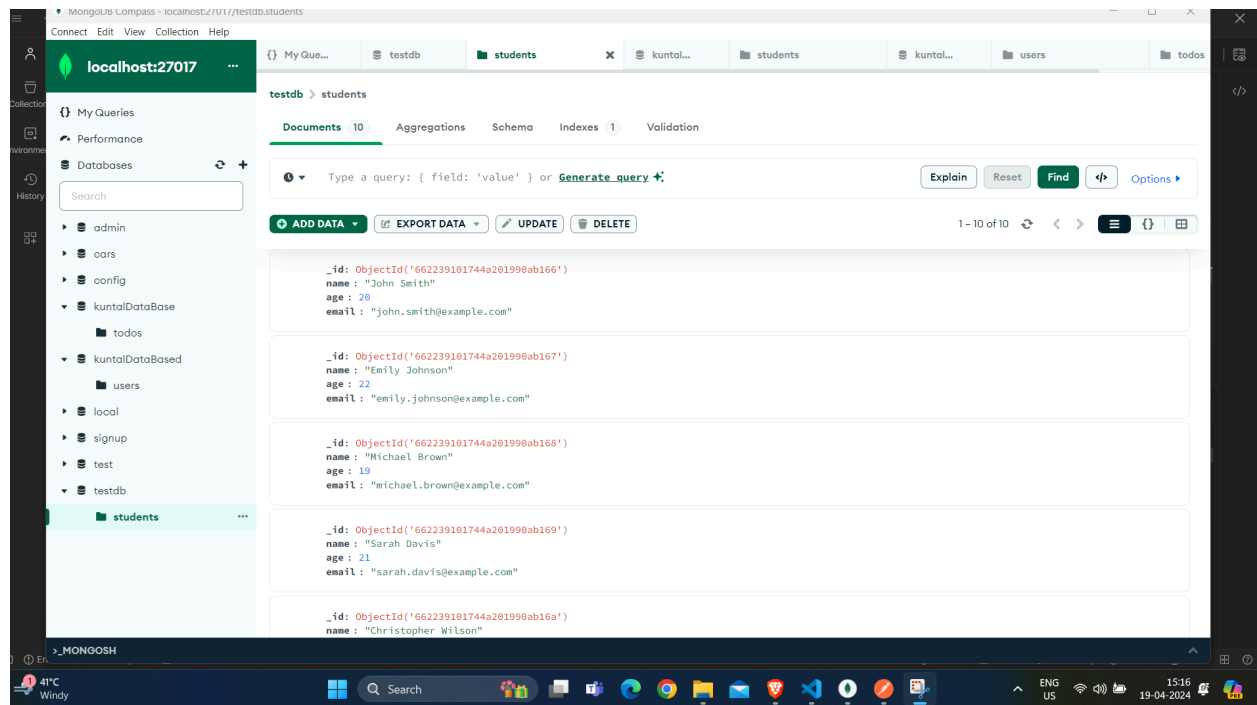 MongoDB Compass - localhost:27017/testdb.students
Connect Edit View Collection Help
localhost:27017 ...
{} My Que... testdb students kuntal... students kuntal... users todos
testdb > students
Collection
{} My Queries
Documents 10 Aggregations Schema Indexes 1 Validation
Performance
Databases
Type a query: { field: 'value' } or Generate query
Explain Reset Find </> Options
History
Search
ADD DATA EXPORT DATA UPDATE DELETE 1 – 10 of 10
admin
cars
config
kuntalDataBase
todos
kuntalDataBased
users
local
signup
test
testdb
students ...
_id: ObjectId('662239101744a201990ab166')
name : "John Smith"
age : 20
email : "john.smith@example.com"
_id: ObjectId('662239101744a201990ab167')
name : "Emily Johnson"
age : 22
email : "emily.johnson@example.com"
_id: ObjectId('662239101744a201990ab168')
name : "Michael Brown"
age : 19
email : "michael.brown@example.com"
_id: ObjectId('662239101744a201990ab169')
name : "Sarah Davis"
age : 21
email : "sarah.davis@example.com"
_id: ObjectId('662239101744a201990ab16a')
name : "Christopher Wilson"
>_MONGOSH
1
41°C
Windy
Search
ENG
US
15:16
19-04-2024
PRE